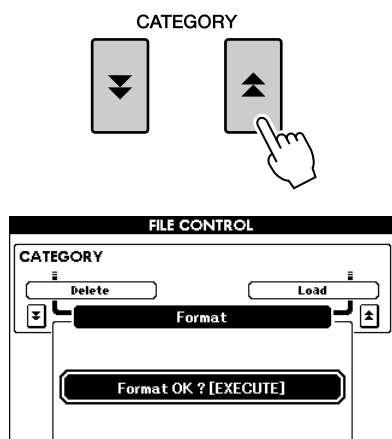 CATEGORY
FILE CONTROL
CATEGORY
Delete
Load
Format
Format OK ? [EXECUTE]